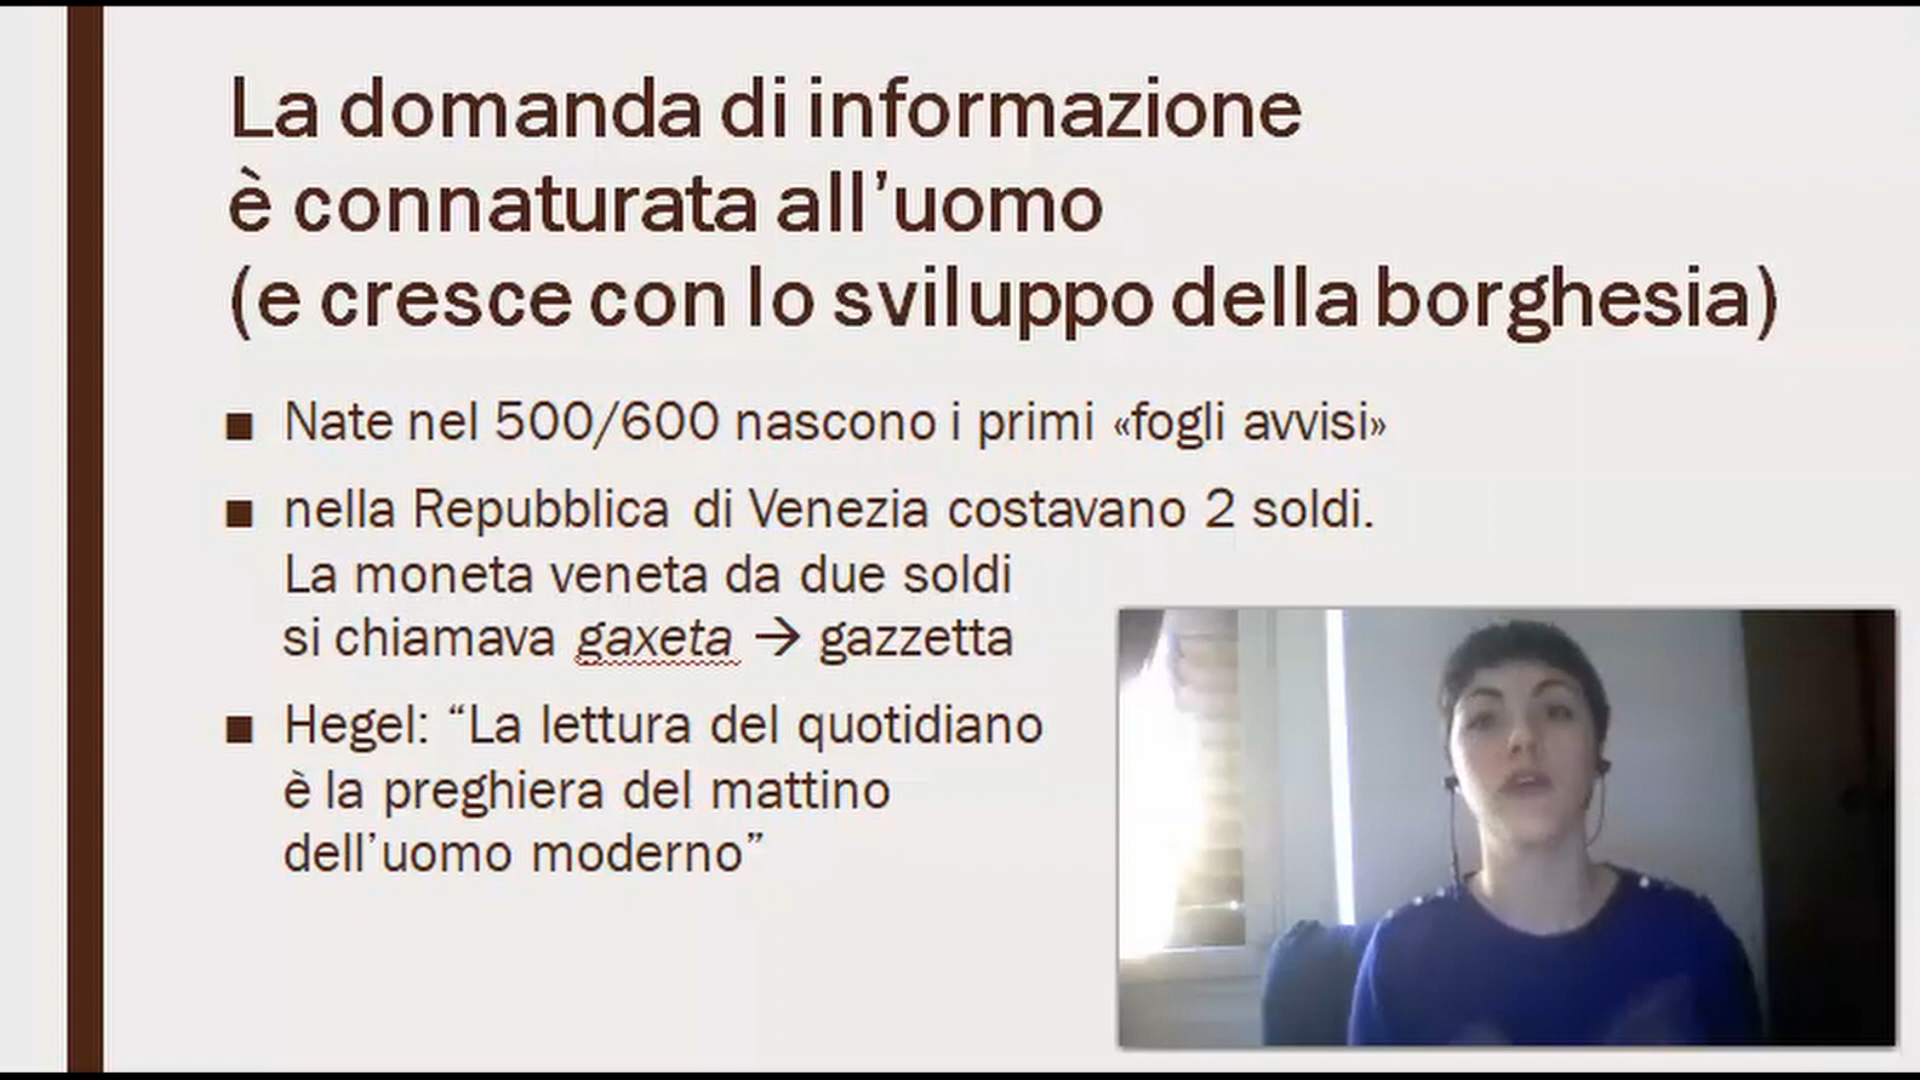 La domanda di informazione
è connaturata all’uomo
(e cresce con lo sviluppo della borghesia)
■ Nate nel 500/600 nascono i primi «fogli avvisi»
■ nella Repubblica di Venezia costavano 2 soldi.
La moneta veneta da due soldi
si chiamava gaxeta → gazzetta
■ Hegel: “La lettura del quotidiano
è la preghiera del mattino
dell’uomo moderno”